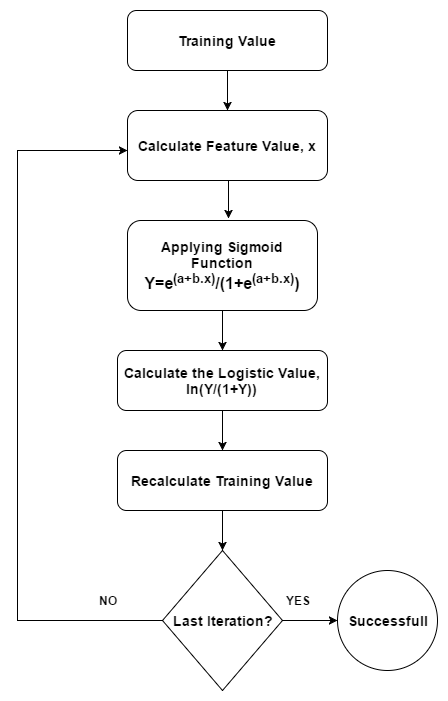 Training Value
Calculate Feature Value, x
Applying Sigmoid
Function
Y=e^(a+b.x)/(1+e^(a+b.x))
Calculate the Logistic Value,
ln(Y/(1+Y))
Recalculate Training Value
Last Iteration?
NO
YES
Successfull